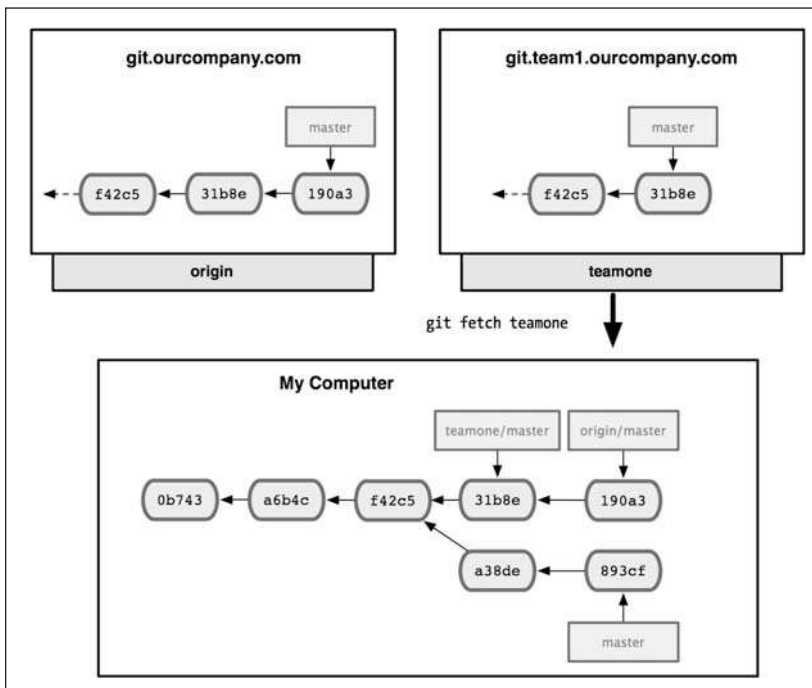 git.ourcompany.com
master
f42c5 31b8e 190a3
origin
git.team1.ourcompany.com
master
f42c5 31b8e
teamone
git fetch teamone
My Computer
teamone/master origin/master
0b743 a6b4c f42c5 31b8e 190a3
a38de 893cf
master